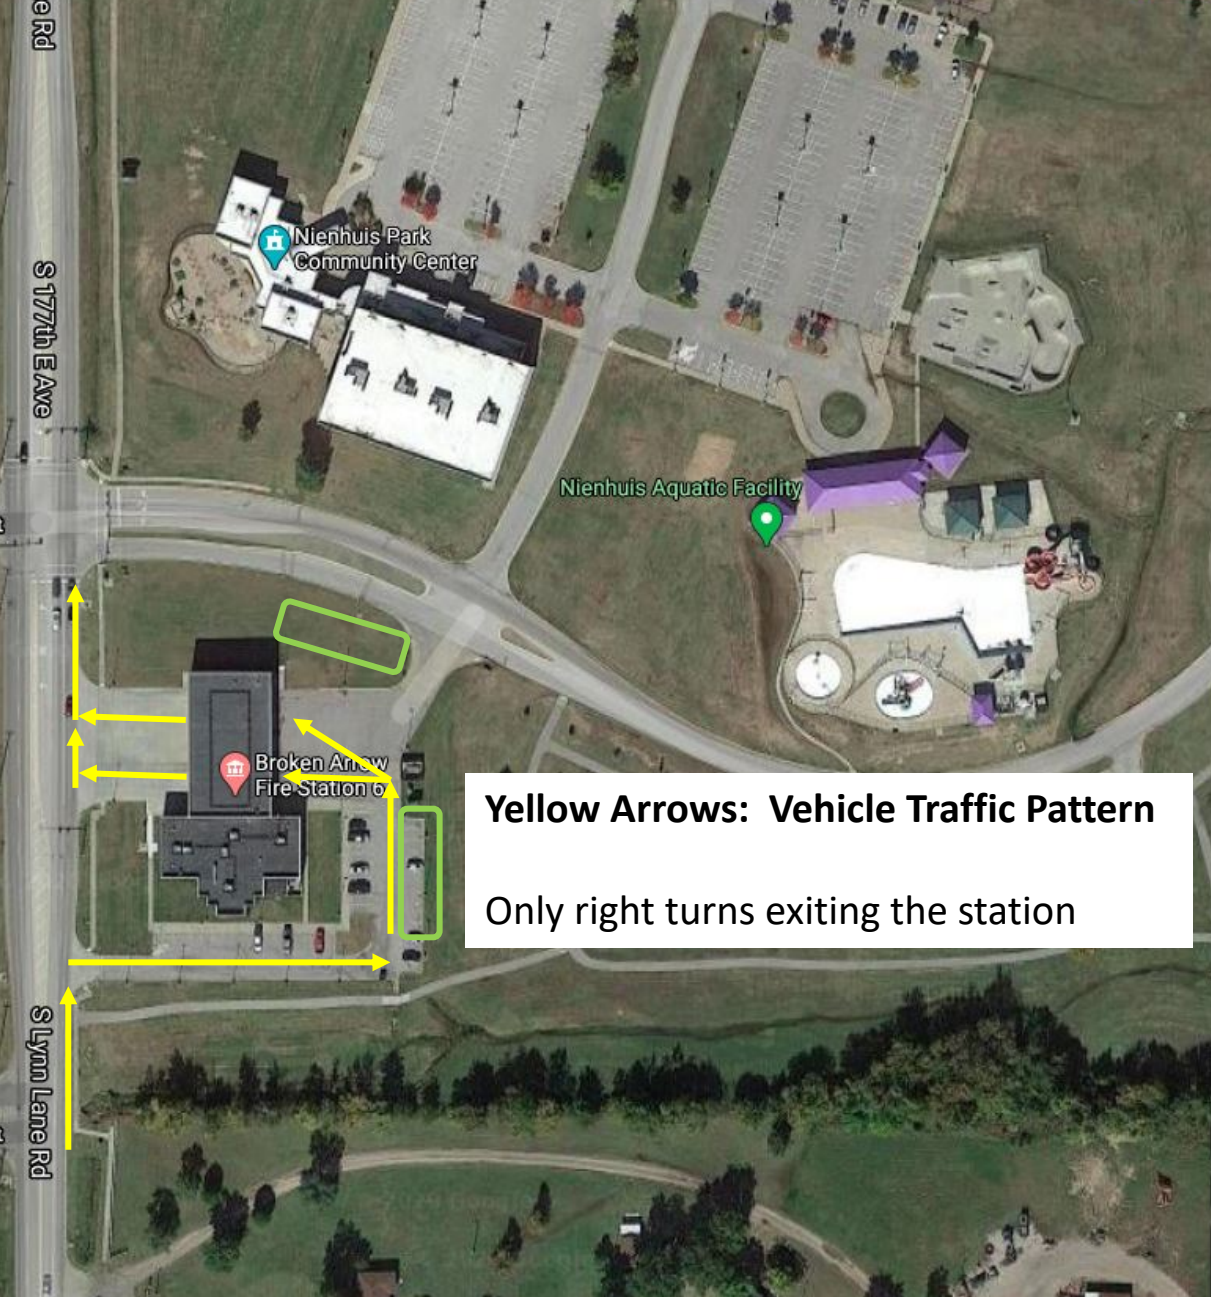 e Rd
Nienhuis Park
Community Center
S 177th E Ave
Nienhuis Aquatic Facility
Broken Arrow
Fire Station 6
Yellow Arrows: Vehicle Traffic Pattern
Only right turns exiting the station
S Lynn Lane Rd